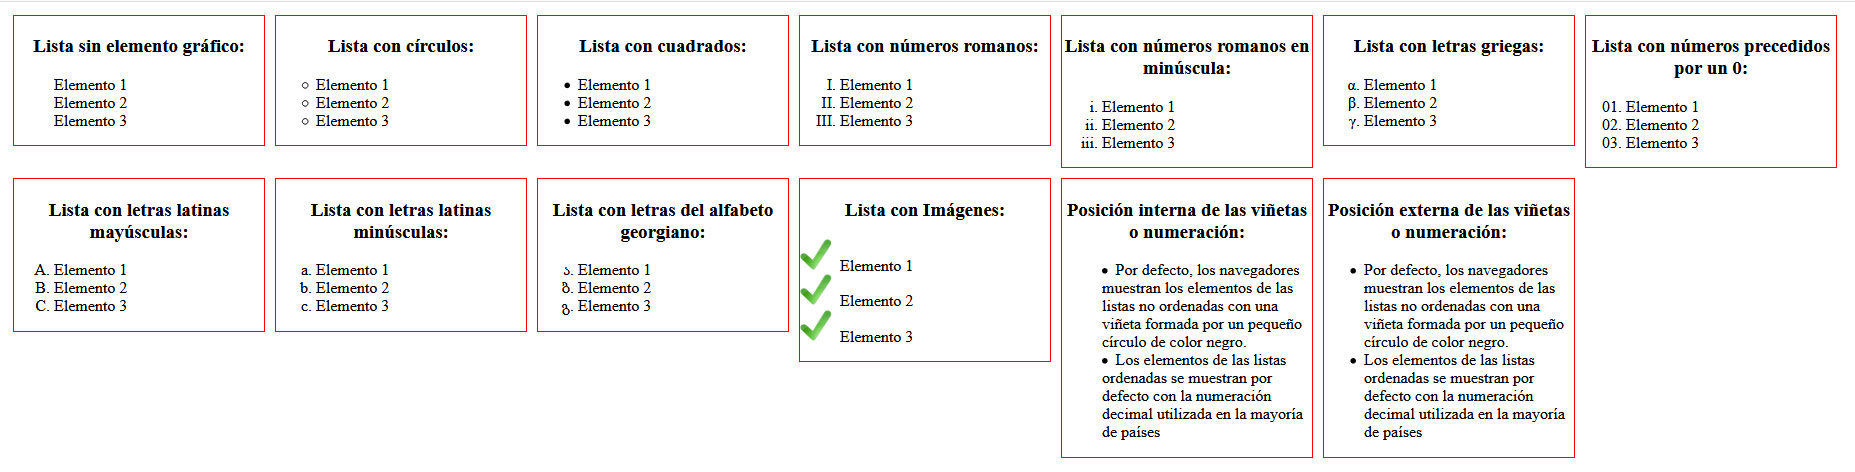 Lista sin elemento gráfico:
Elemento 1
Elemento 2
Elemento 3
Lista con círculos:
Elemento 1
Elemento 2
Elemento 3
Lista con cuadrados:
Elemento 1
Elemento 2
Elemento 3
Lista con números romanos:
I. Elemento 1
II. Elemento 2
III. Elemento 3
Lista con números romanos en
minúscula:
i. Elemento 1
ii. Elemento 2
iii. Elemento 3
Lista con letras griegas:
α. Elemento 1
β. Elemento 2
γ. Elemento 3
Lista con números precedidos
por un 0:
01. Elemento 1
02. Elemento 2
03. Elemento 3
Lista con letras latinas
mayúsculas:
A. Elemento 1
B. Elemento 2
C. Elemento 3
Lista con letras latinas
minúsculas:
a. Elemento 1
b. Elemento 2
c. Elemento 3
Lista con letras del alfabeto
georgiano:
ა. Elemento 1
ბ. Elemento 2
გ. Elemento 3
Lista con Imágenes:
Elemento 1
Elemento 2
Elemento 3
Posición interna de las viñetas
o numeración:
• Por defecto, los navegadores
muestran los elementos de las
listas no ordenadas con una
viñeta formada por un pequeño
círculo de color negro.
• Los elementos de las listas
ordenadas se muestran por
defecto con la numeración
decimal utilizada en la mayoría
de países
Posición externa de las viñetas
o numeración:
• Por defecto, los navegadores
muestran los elementos de las
listas no ordenadas con una
viñeta formada por un pequeño
círculo de color negro.
• Los elementos de las listas
ordenadas se muestran por
defecto con la numeración
decimal utilizada en la mayoría
de países